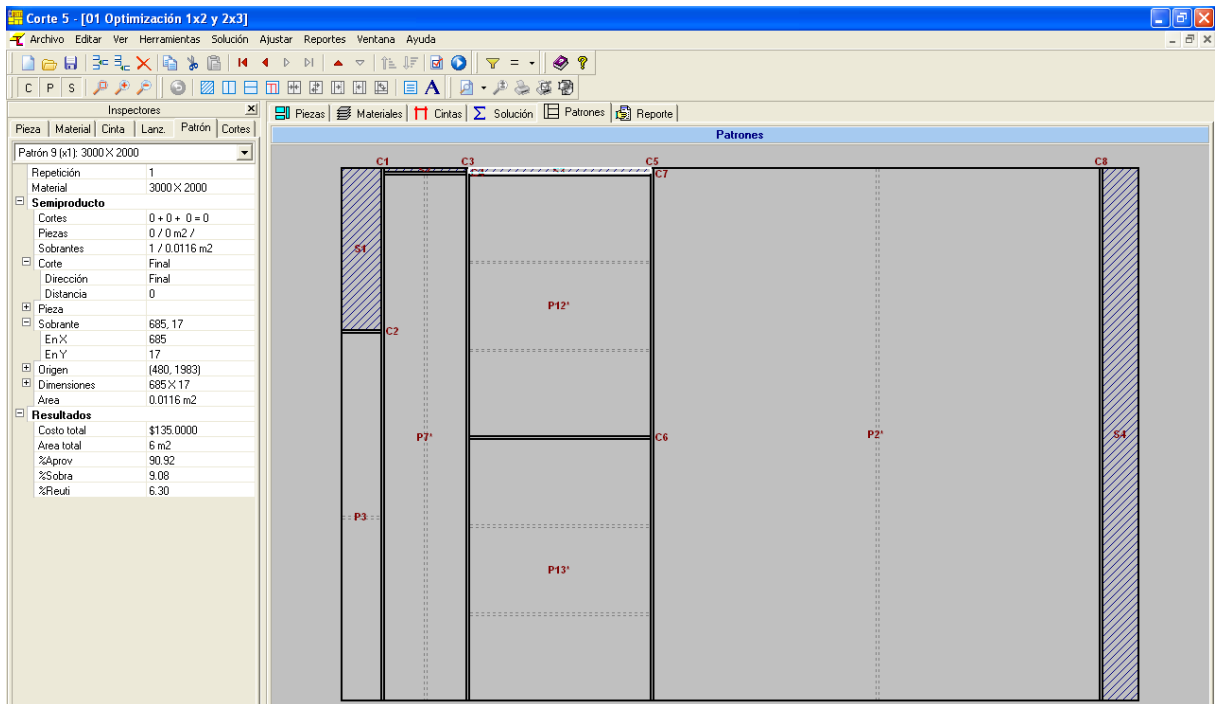 Corte 5 - [01 Optimización 1x2 y 2x3]
Archivo Editar Ver Herramientas Solución Ajustar Reportes Ventana Ayuda
C P S
Inspectores
Pieza Material Cinta Lanz. Patrón Cortes
Patrón 9 (x1): 3000 X 2000
Repetición 1
Material 3000 X 2000
Semiproducto
Cortes 0 + 0 + 0 = 0
Piezas 0 / 0 m2 /
Sobrantes 1 / 0.0116 m2
Corte Final
Dirección Final
Distancia 0
Pieza
Sobrante 685, 17
En X 685
En Y 17
Origen (480, 1983)
Dimensiones 685 X 17
Area 0.0116 m2
Resultados
Costo total $135.0000
Area total 6 m2
%Aprov 90.92
%Sobra 9.08
%Reuti 6.30
Piezas Materiales Cintas Solución Patrones Reporte
Patrones
C1 C3 C5 C8
C7
S1
P12*
C2
P7* C6 P2* S4
P3
P13*